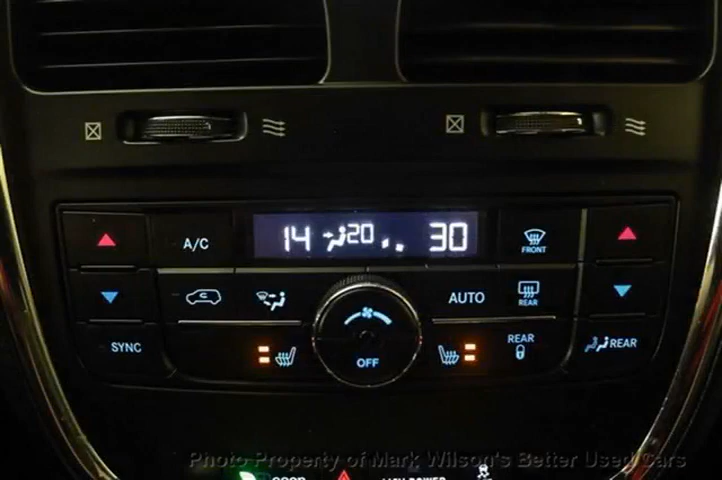 14 20 30
A/C
FRONT
AUTO
REAR
SYNC
OFF
REAR
REAR
Photo Property of Mark Wilson's Better Used Cars